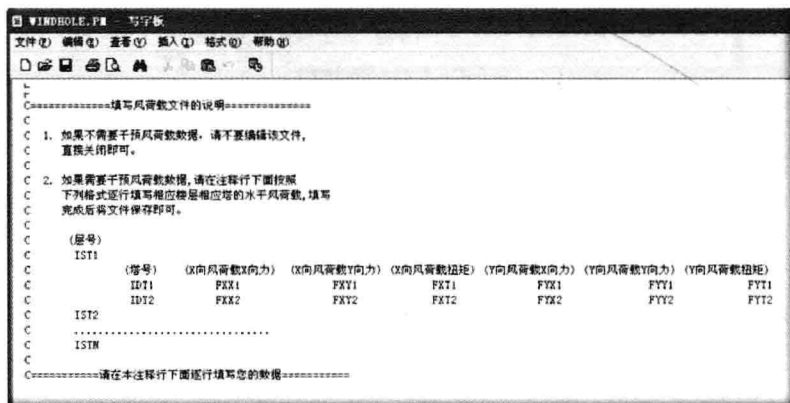 WINDHOLE.PM - 写字板
文件(F) 编辑(E) 查看(V) 插入(I) 格式(O) 帮助(H)
C=============填写风荷载文件的说明==============
C
C 1. 如果不需要干预风荷载数据，请不要编辑该文件,
C 直接关闭即可。
C
C 2. 如果需要干预风荷载数据,请在注释行下面按照
C 下列格式逐行填写相应楼层相应塔的水平风荷载,填写
C 完成后将文件保存即可。
C
C (层号)
C IST1
C (塔号) (X向风荷载X向力) (X向风荷载Y向力) (X向风荷载扭矩) (Y向风荷载X向力) (Y向风荷载Y向力) (Y向风荷载扭矩)
C IDT1 FXX1 FXY1 FXT1 FYX1 FYY1 FYT1
C IDT2 FXX2 FXY2 FXT2 FYX2 FYY2 FYT2
C IST2
C ................................
C ISTN
C
C===========请在本注释行下面逐行填写您的数据===========